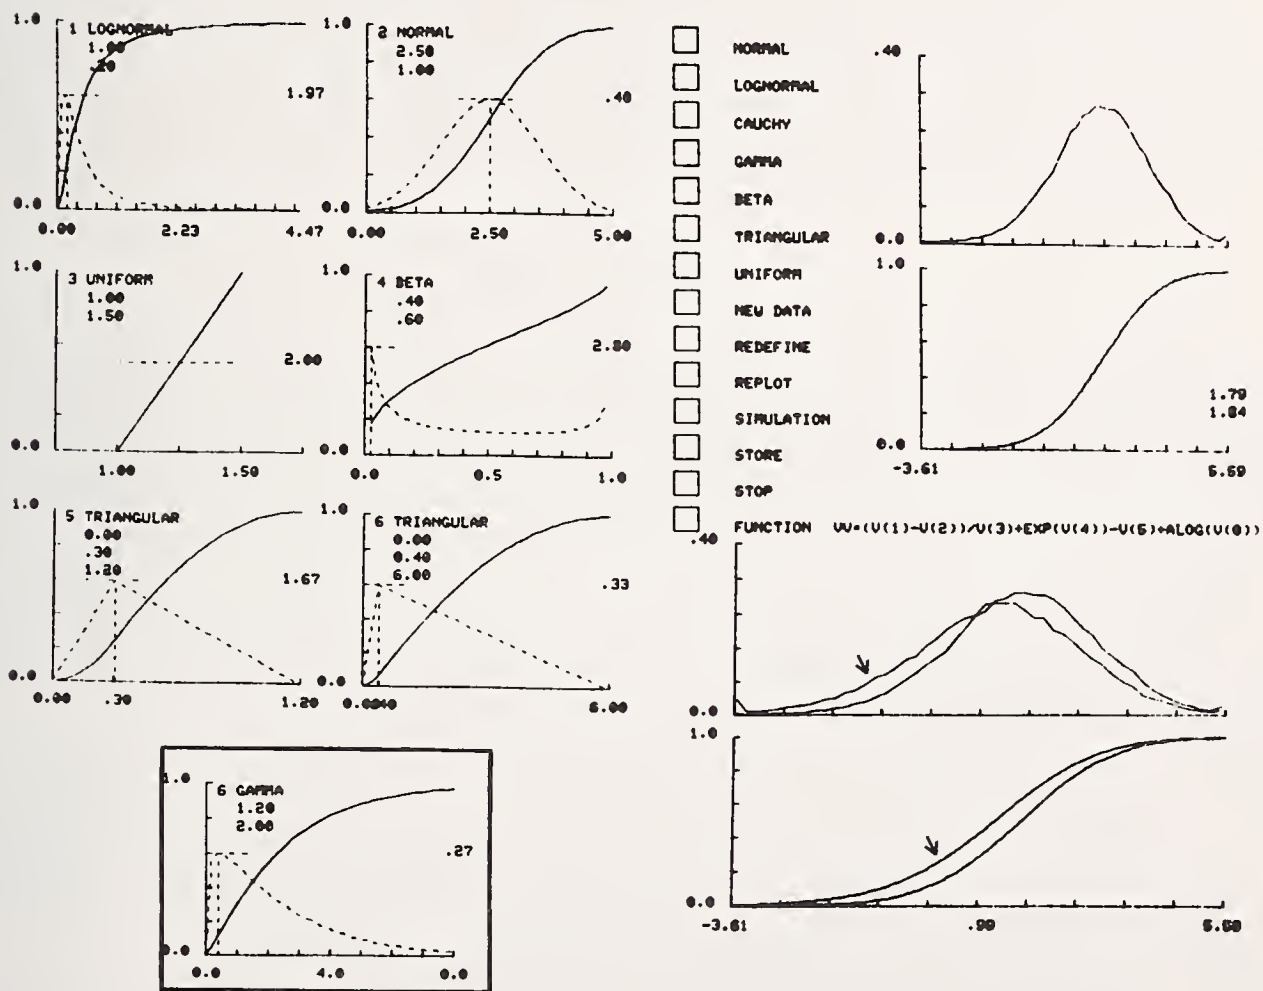 1.0
1 LOGNORMAL
1.00
.20
1.97
0.0
0.00 2.23 4.47
1.0
2 NORMAL
2.50
1.00
.40
0.0
0.00 2.50 5.00
1.0
3 UNIFORM
1.00
1.50
2.00
0.0
1.00 1.50
1.0
4 BETA
.40
.60
2.80
0.0
0.0 0.5 1.0
1.0
5 TRIANGULAR
0.00
.30
1.20
1.67
0.0
0.00 .30 1.20
1.0
6 TRIANGULAR
0.00
0.40
6.00
.33
0.0
6.00
1.0
6 GAMMA
1.20
2.00
.27
0.0
0.0 4.0
NORMAL
LOGNORMAL
CAUCHY
GAMMA
BETA
TRIANGULAR
UNIFORM
NEW DATA
REDEFINE
REPLOT
SIMULATION
STORE
STOP
FUNCTION VV=(V(1)-V(2))/V(3)+EXP(V(4))-V(5)+ALOG(V(6))
.40
0.0
1.0
1.79
1.84
0.0
-3.61 5.59
.40
0.0
1.0
0.0
-3.61 .99